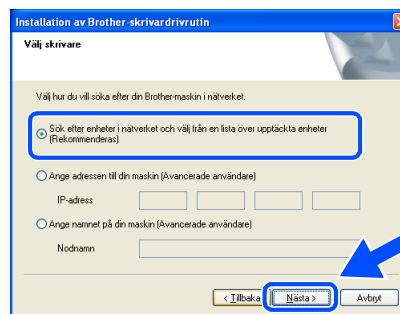 Installation av Brother-skrivardrivrutin
Välj skrivare
Välj hur du vill söka efter din Brother-maskin i nätverket.
Sök efter enheter i nätverket och välj från en lista över upptäckta enheter
(Rekommenderas)
Ange adressen till din maskin (Avancerade användare)
IP-adress
Ange namnet på din maskin (Avancerade användare)
Nodnamn
< Tillbaka Nästa > Avbryt